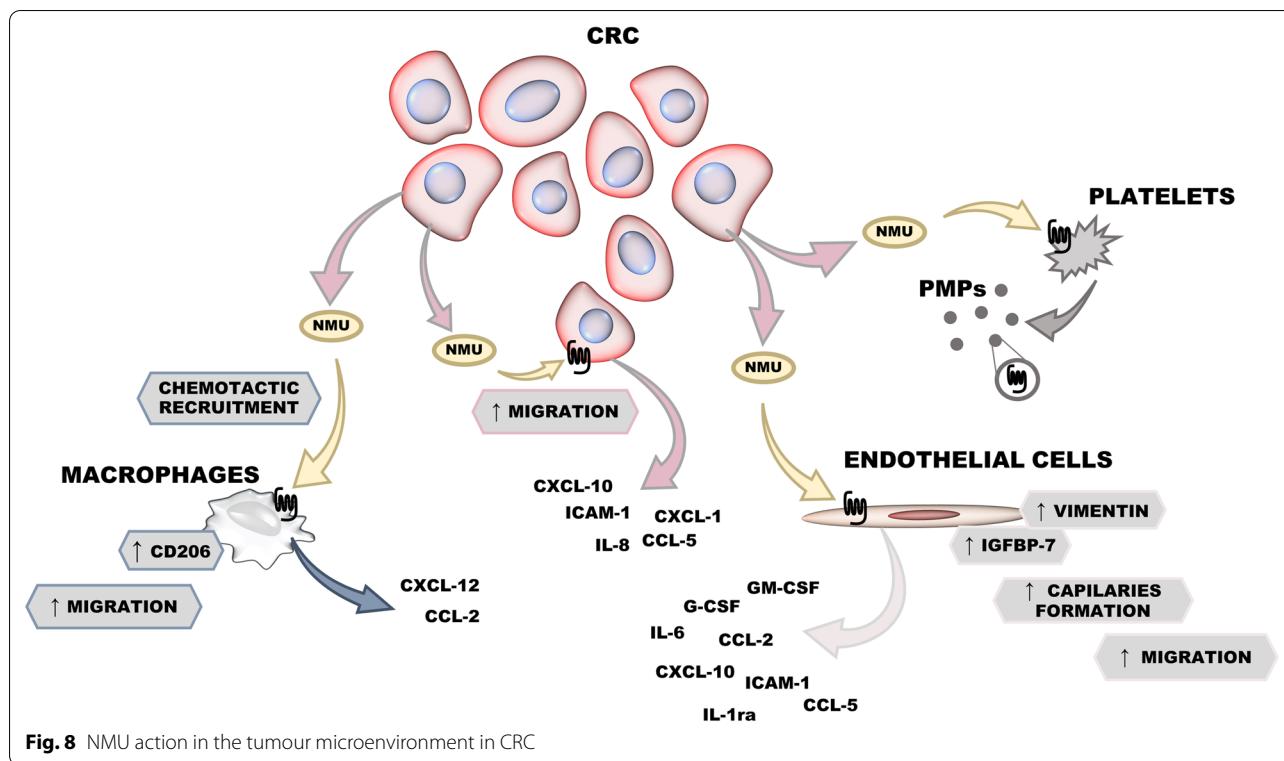 CRC
PLATELETS
NMU
PMPs
NMU
NMU
NMU
CHEMOTACTIC
RECRUITMENT
↑ MIGRATION
MACROPHAGES
ENDOTHELIAL CELLS
↑ CD206
↑ MIGRATION
CXCL-12
CCL-2
CXCL-10
ICAM-1
CXCL-1
IL-8
CCL-5
↑ VIMENTIN
↑ IGFBP-7
↑ CAPILARIES
FORMATION
↑ MIGRATION
GM-CSF
G-CSF
IL-6
CCL-2
CXCL-10
ICAM-1
CCL-5
IL-1ra
Fig. 8 NMU action in the tumour microenvironment in CRC